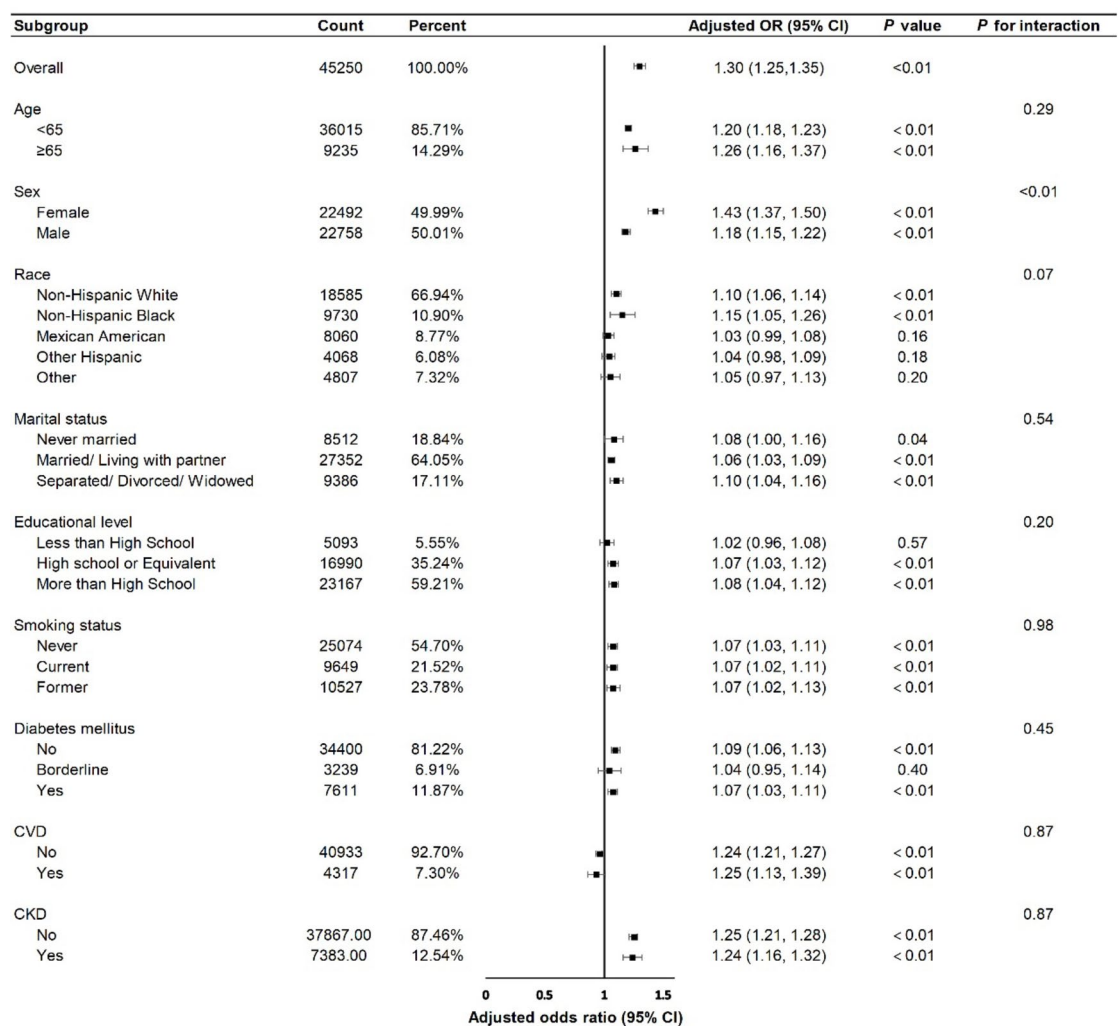 Subgroup Count Percent Adjusted OR (95% CI) P value P for interaction
Overall 45250 100.00% 1.30 (1.25,1.35) <0.01
Age 0.29
<65 36015 85.71% 1.20 (1.18, 1.23) < 0.01
≥65 9235 14.29% 1.26 (1.16, 1.37) < 0.01
Sex <0.01
Female 22492 49.99% 1.43 (1.37, 1.50) < 0.01
Male 22758 50.01% 1.18 (1.15, 1.22) < 0.01
Race 0.07
Non-Hispanic White 18585 66.94% 1.10 (1.06, 1.14) < 0.01
Non-Hispanic Black 9730 10.90% 1.15 (1.05, 1.26) < 0.01
Mexican American 8060 8.77% 1.03 (0.99, 1.08) 0.16
Other Hispanic 4068 6.08% 1.04 (0.98, 1.09) 0.18
Other 4807 7.32% 1.05 (0.97, 1.13) 0.20
Marital status 0.54
Never married 8512 18.84% 1.08 (1.00, 1.16) 0.04
Married/ Living with partner 27352 64.05% 1.06 (1.03, 1.09) < 0.01
Separated/ Divorced/ Widowed 9386 17.11% 1.10 (1.04, 1.16) < 0.01
Educational level 0.20
Less than High School 5093 5.55% 1.02 (0.96, 1.08) 0.57
High school or Equivalent 16990 35.24% 1.07 (1.03, 1.12) < 0.01
More than High School 23167 59.21% 1.08 (1.04, 1.12) < 0.01
Smoking status 0.98
Never 25074 54.70% 1.07 (1.03, 1.11) < 0.01
Current 9649 21.52% 1.07 (1.02, 1.11) < 0.01
Former 10527 23.78% 1.07 (1.02, 1.13) < 0.01
Diabetes mellitus 0.45
No 34400 81.22% 1.09 (1.06, 1.13) < 0.01
Borderline 3239 6.91% 1.04 (0.95, 1.14) 0.40
Yes 7611 11.87% 1.07 (1.03, 1.11) < 0.01
CVD 0.87
No 40933 92.70% 1.24 (1.21, 1.27) < 0.01
Yes 4317 7.30% 1.25 (1.13, 1.39) < 0.01
CKD 0.87
No 37867.00 87.46% 1.25 (1.21, 1.28) < 0.01
Yes 7383.00 12.54% 1.24 (1.16, 1.32) < 0.01
0 0.5 1 1.5
Adjusted odds ratio (95% CI)